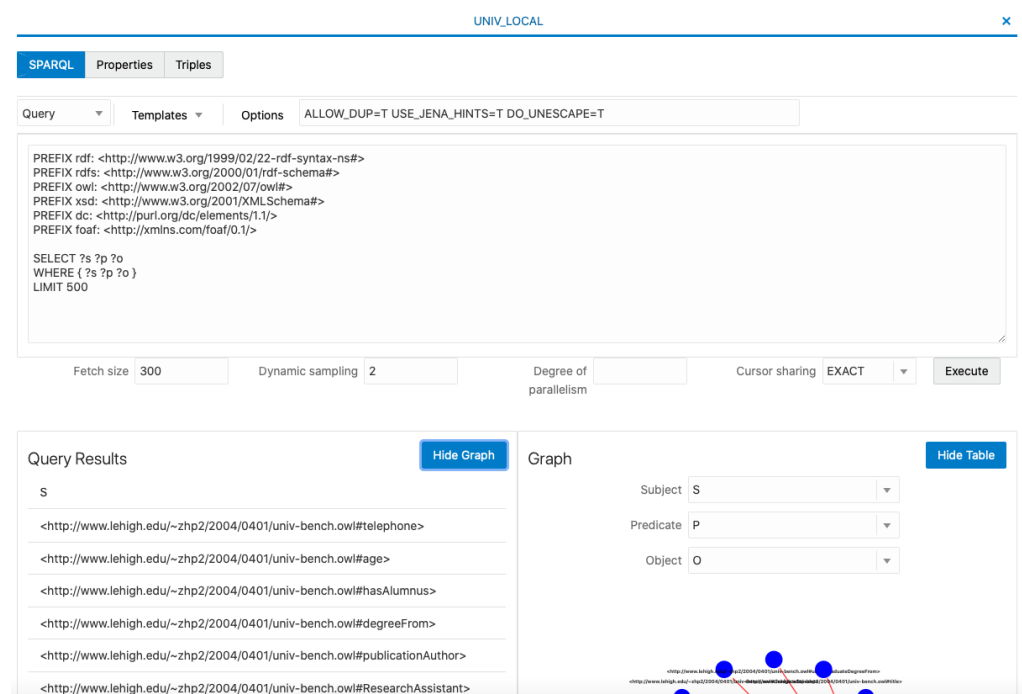 UNIV_LOCAL ×
SPARQL Properties Triples
Query Templates Options ALLOW_DUP=T USE_JENA_HINTS=T DO_UNESCAPE=T
PREFIX rdf: <http://www.w3.org/1999/02/22-rdf-syntax-ns#>
PREFIX rdfs: <http://www.w3.org/2000/01/rdf-schema#>
PREFIX owl: <http://www.w3.org/2002/07/owl#>
PREFIX xsd: <http://www.w3.org/2001/XMLSchema#>
PREFIX dc: <http://purl.org/dc/elements/1.1/>
PREFIX foaf: <http://xmlns.com/foaf/0.1/>
SELECT ?s ?p ?o
WHERE { ?s ?p ?o }
LIMIT 500
Fetch size 300 Dynamic sampling 2 Degree of parallelism Cursor sharing EXACT Execute
Query Results Hide Graph
S
<http://www.lehigh.edu/~zhp2/2004/0401/univ-bench.owl#telephone>
<http://www.lehigh.edu/~zhp2/2004/0401/univ-bench.owl#age>
<http://www.lehigh.edu/~zhp2/2004/0401/univ-bench.owl#hasAlumnus>
<http://www.lehigh.edu/~zhp2/2004/0401/univ-bench.owl#degreeFrom>
<http://www.lehigh.edu/~zhp2/2004/0401/univ-bench.owl#publicationAuthor>
<http://www.lehigh.edu/~zhp2/2004/0401/univ-bench.owl#ResearchAssistant>
Graph Hide Table
Subject S
Predicate P
Object O